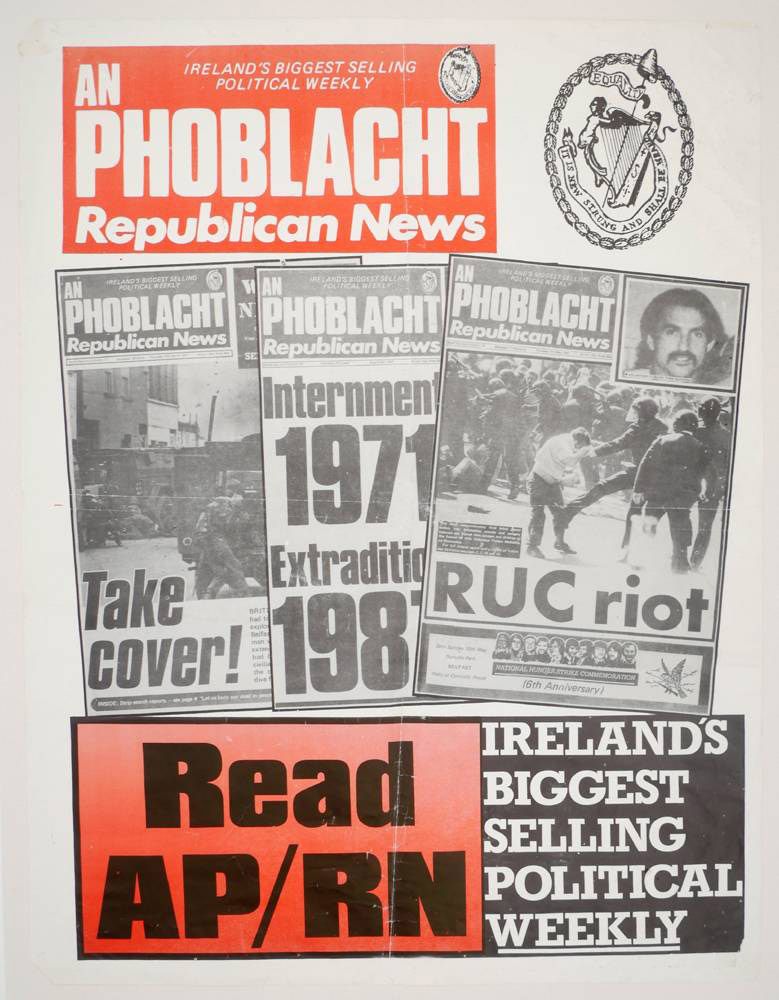 IRELAND'S BIGGEST SELLING
POLITICAL WEEKLY
AN
PHOBLACHT
Republican News
EQUALITY
IT IS NEW STRUNG AND SHALL BE HEARD
IRELAND'S BIGGEST SELLING
POLITICAL WEEKLY
AN
PHOBLACHT
Republican News
Take
cover!
IRELAND'S BIGGEST SELLING
POLITICAL WEEKLY
AN
PHOBLACHT
Republican News
Internment
1971
Extraditio
198
IRELAND'S BIGGEST SELLING
POLITICAL WEEKLY
AN
PHOBLACHT
Republican News
RUC riot
BELFAST
NATIONAL HUNGER STRIKE COMMEMORATION
(6th Anniversary)
Read
AP/RN
IRELAND'S
BIGGEST
SELLING
POLITICAL
WEEKLY